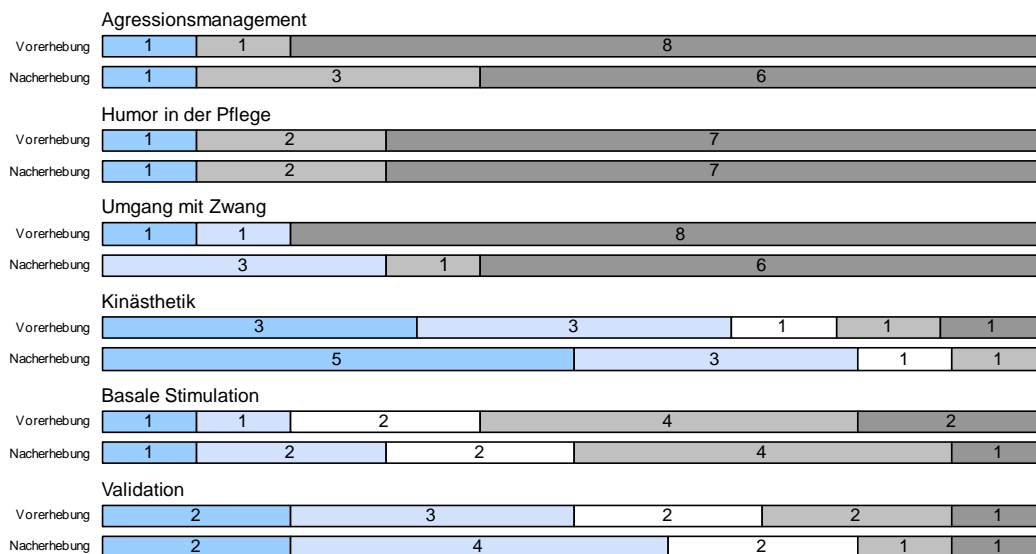 Agressionsmanagement
Vorerhebung 1 1 8
Nacherhebung 1 3 6
Humor in der Pflege
Vorerhebung 1 2 7
Nacherhebung 1 2 7
Umgang mit Zwang
Vorerhebung 1 1 8
Nacherhebung 3 1 6
Kinästhetik
Vorerhebung 3 3 1 1 1
Nacherhebung 5 3 1 1
Basale Stimulation
Vorerhebung 1 1 2 4 2
Nacherhebung 1 2 2 4 1
Validation
Vorerhebung 2 3 2 2 1
Nacherhebung 2 4 2 1 1